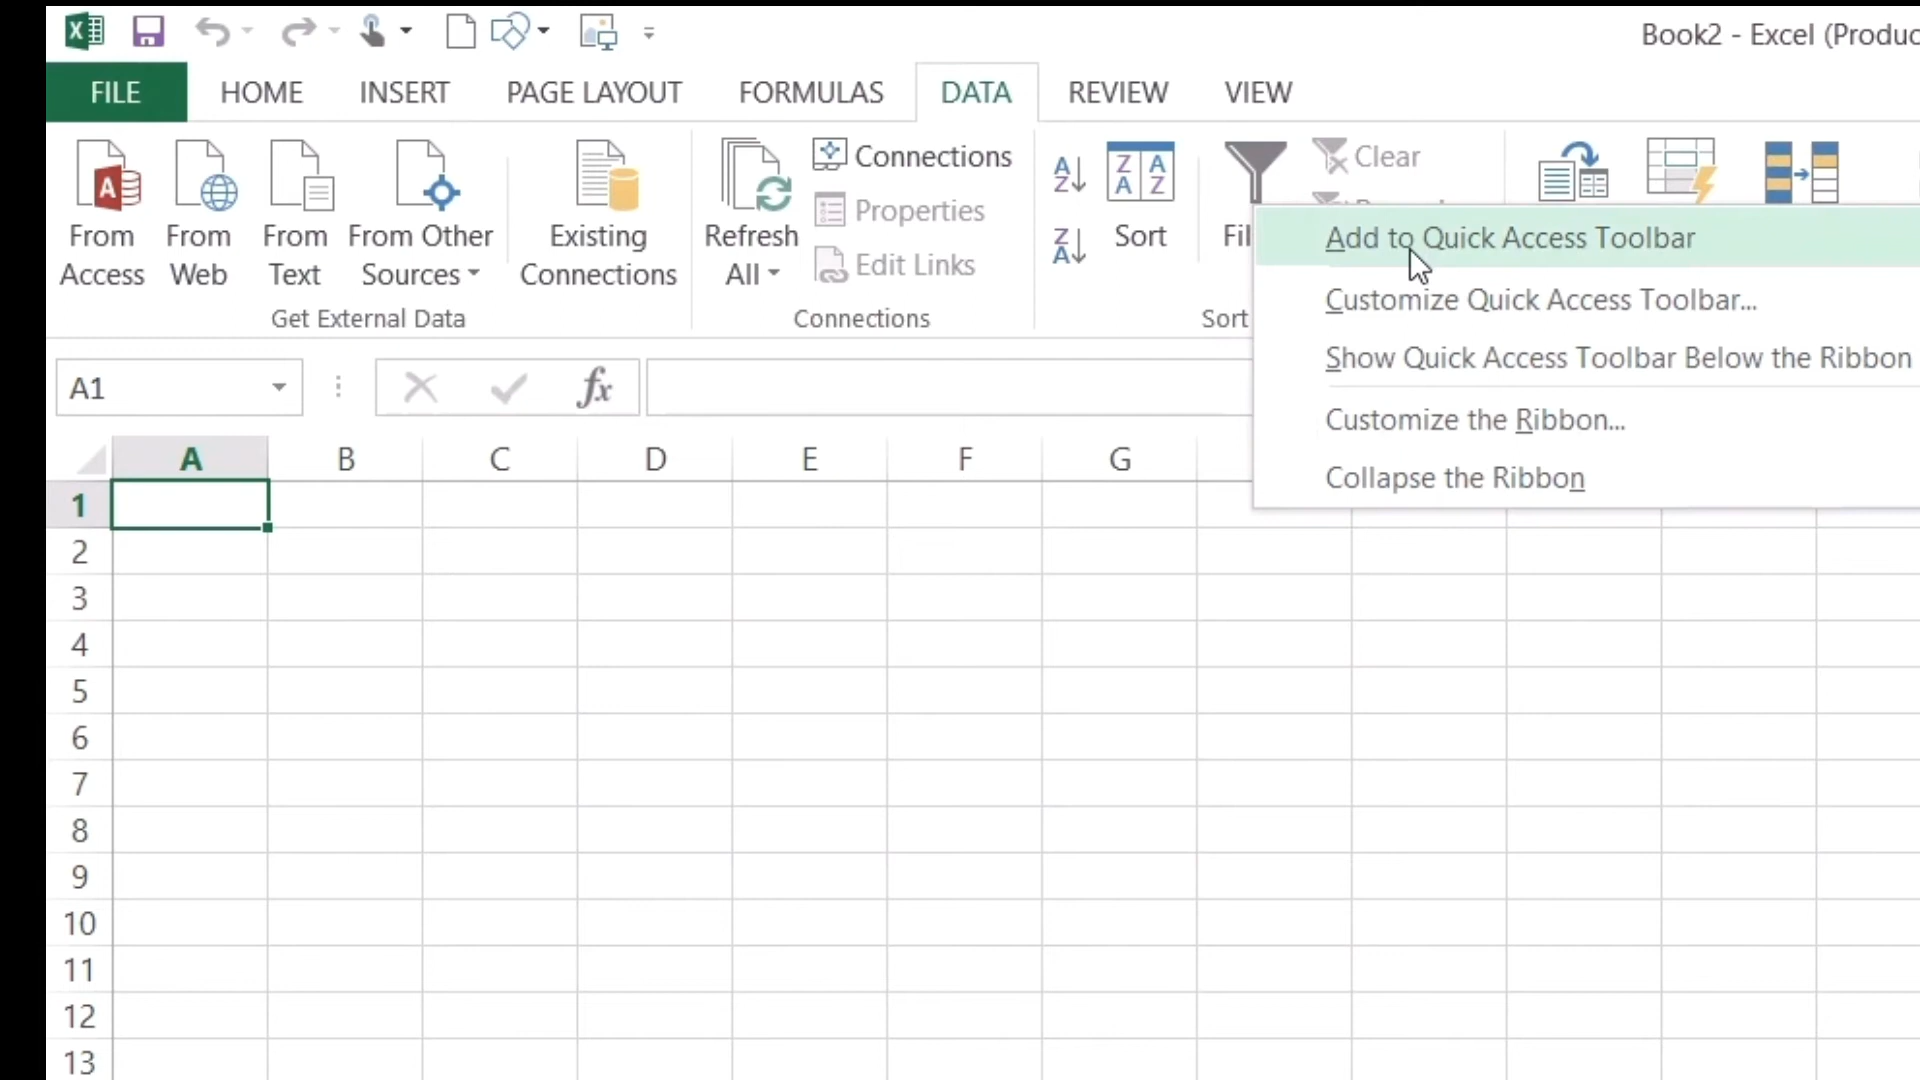 Book2 - Excel (Produc
FILE HOME INSERT PAGE LAYOUT FORMULAS DATA REVIEW VIEW
From Access
From Web
From Text
From Other Sources
Existing Connections
Get External Data
Refresh All
Connections
Properties
Edit Links
Connections
Sort
Fil
Clear
Sort
Add to Quick Access Toolbar
Customize Quick Access Toolbar...
Show Quick Access Toolbar Below the Ribbon
Customize the Ribbon...
Collapse the Ribbon
A1
fx
A B C D E F G
1
2
3
4
5
6
7
8
9
10
11
12
13